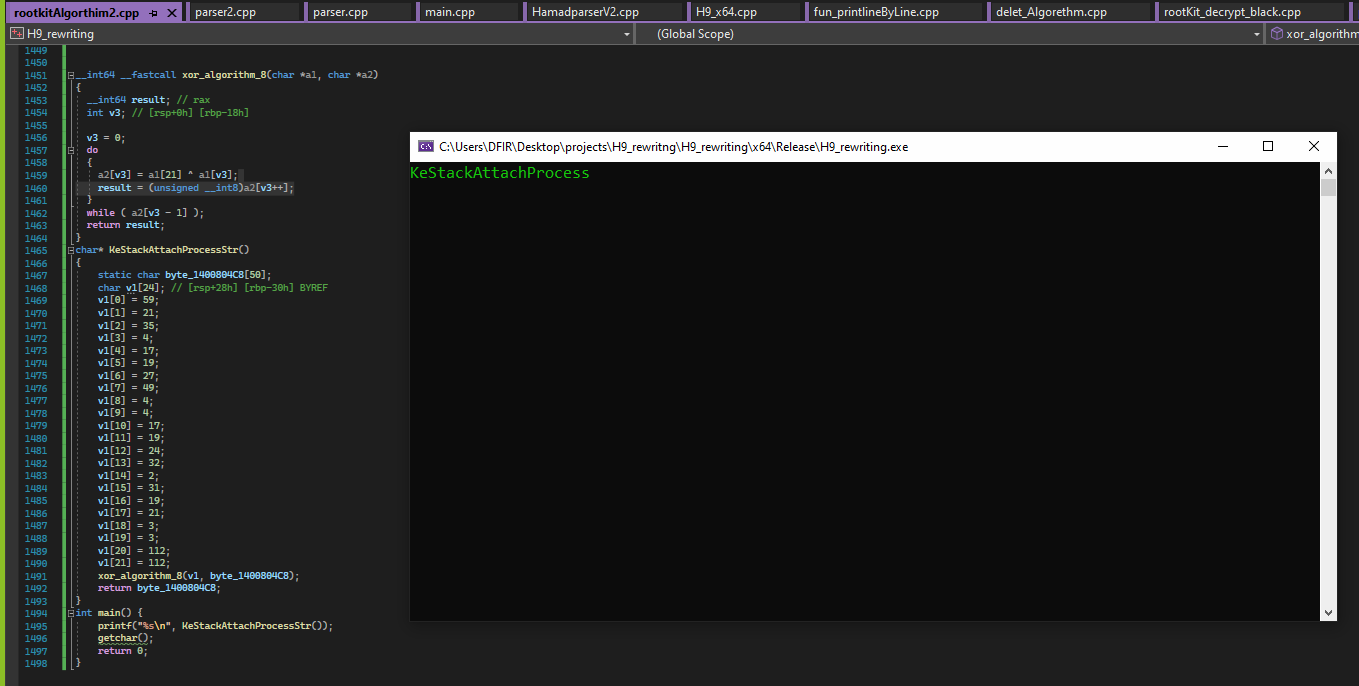 rootkitAlgorthim2.cpp parser2.cpp parser.cpp main.cpp HamadparserV2.cpp H9_x64.cpp fun_printlineByLine.cpp delet_Algorethm.cpp rootKit_decrypt_black.cpp
H9_rewriting (Global Scope) xor_algorithm
1449
1450
1451 __int64 __fastcall xor_algorithm_8(char *a1, char *a2)
1452 {
1453 __int64 result; // rax
1454 int v3; // [rsp+0h] [rbp-18h]
1455
1456 v3 = 0;
1457 do
1458 {
1459 a2[v3] = a1[21] ^ a1[v3];
1460 result = (unsigned __int8)a2[v3++];
1461 }
1462 while ( a2[v3 - 1] );
1463 return result;
1464 }
1465 char* KeStackAttachProcessStr()
1466 {
1467 static char byte_1400804C8[50];
1468 char v1[24]; // [rsp+28h] [rbp-30h] BYREF
1469 v1[0] = 59;
1470 v1[1] = 21;
1471 v1[2] = 35;
1472 v1[3] = 4;
1473 v1[4] = 17;
1474 v1[5] = 19;
1475 v1[6] = 27;
1476 v1[7] = 49;
1477 v1[8] = 4;
1478 v1[9] = 4;
1479 v1[10] = 17;
1480 v1[11] = 19;
1481 v1[12] = 24;
1482 v1[13] = 32;
1483 v1[14] = 2;
1484 v1[15] = 31;
1485 v1[16] = 19;
1486 v1[17] = 21;
1487 v1[18] = 3;
1488 v1[19] = 3;
1489 v1[20] = 112;
1490 v1[21] = 112;
1491 xor_algorithm_8(v1, byte_1400804C8);
1492 return byte_1400804C8;
1493 }
1494 int main() {
1495 printf("%s\n", KeStackAttachProcessStr());
1496 getchar();
1497 return 0;
1498 }
C:\Users\DFIR\Desktop\projects\H9_rewritng\H9_rewriting\x64\Release\H9_rewriting.exe
KeStackAttachProcess